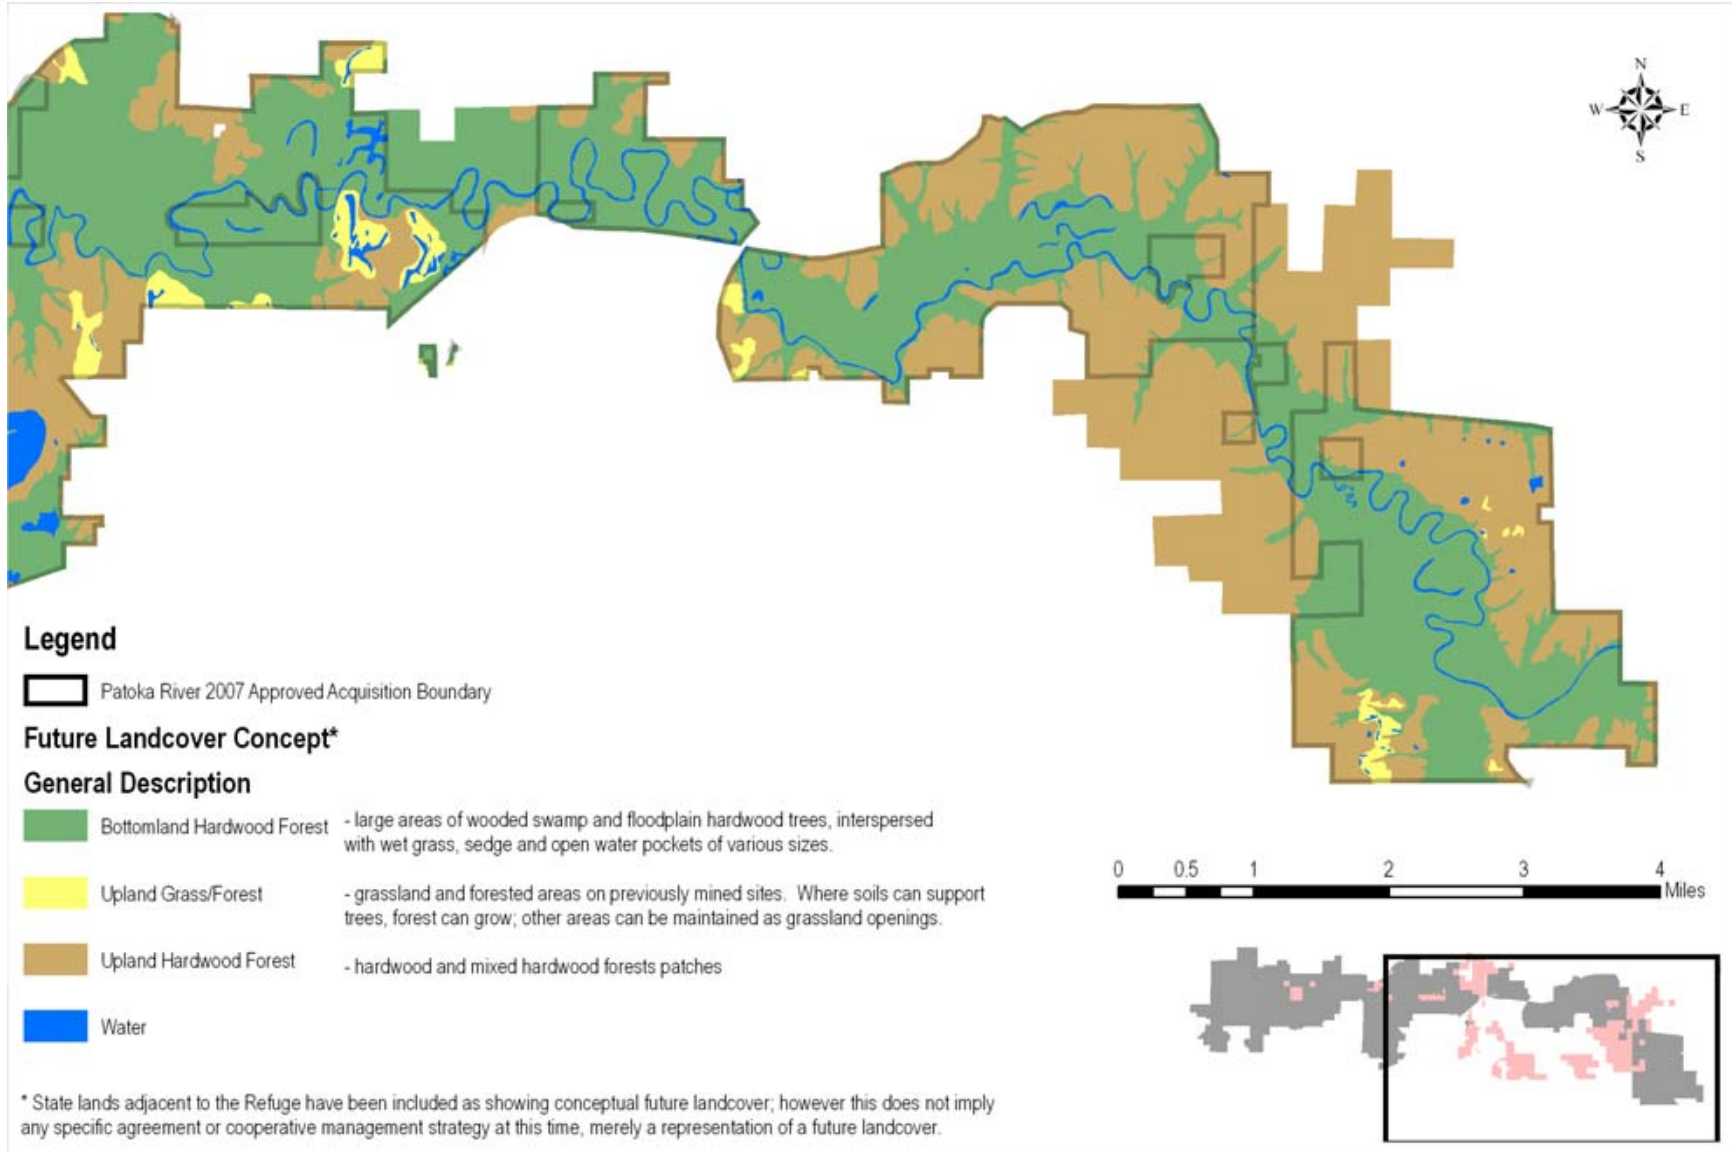 N
W E
S
Legend
Patoka River 2007 Approved Acquisition Boundary
Future Landcover Concept*
General Description
Bottomland Hardwood Forest - large areas of wooded swamp and floodplain hardwood trees, interspersed
with wet grass, sedge and open water pockets of various sizes.
Upland Grass/Forest - grassland and forested areas on previously mined sites. Where soils can support
trees, forest can grow; other areas can be maintained as grassland openings.
Upland Hardwood Forest - hardwood and mixed hardwood forests patches
Water
0 0.5 1 2 3 4
Miles
* State lands adjacent to the Refuge have been included as showing conceptual future landcover; however this does not imply
any specific agreement or cooperative management strategy at this time, merely a representation of a future landcover.